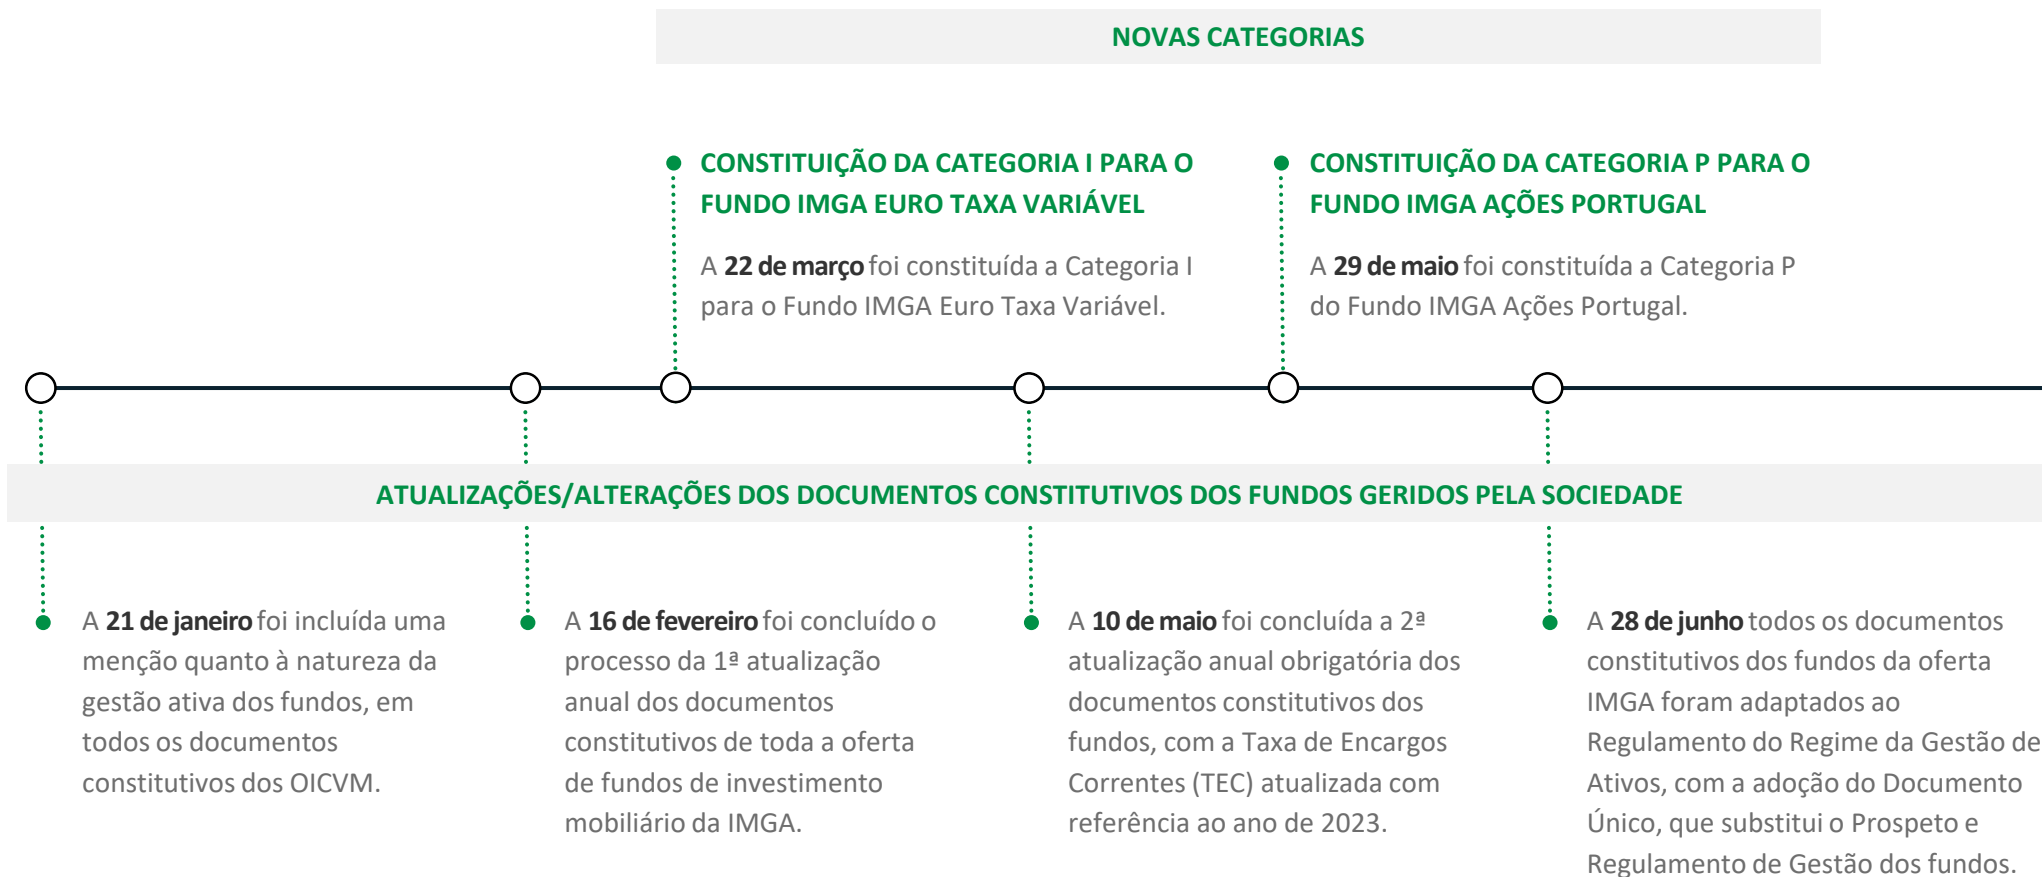 NOVAS CATEGORIAS
CONSTITUIÇÃO DA CATEGORIA I PARA O
FUNDO IMGA EURO TAXA VARIÁVEL
A 22 de março foi constituída a Categoria I
para o Fundo IMGA Euro Taxa Variável.
CONSTITUIÇÃO DA CATEGORIA P PARA O
FUNDO IMGA AÇÕES PORTUGAL
A 29 de maio foi constituída a Categoria P
do Fundo IMGA Ações Portugal.
ATUALIZAÇÕES/ALTERAÇÕES DOS DOCUMENTOS CONSTITUTIVOS DOS FUNDOS GERIDOS PELA SOCIEDADE
A 21 de janeiro foi incluída uma
menção quanto à natureza da
gestão ativa dos fundos, em
todos os documentos
constitutivos dos OICVM.
A 16 de fevereiro foi concluído o
processo da 1ª atualização
anual dos documentos
constitutivos de toda a oferta
de fundos de investimento
mobiliário da IMGA.
A 10 de maio foi concluída a 2ª
atualização anual obrigatória dos
documentos constitutivos dos
fundos, com a Taxa de Encargos
Correntes (TEC) atualizada com
referência ao ano de 2023.
A 28 de junho todos os documentos
constitutivos dos fundos da oferta
IMGA foram adaptados ao
Regulamento do Regime da Gestão de
Ativos, com a adoção do Documento
Único, que substitui o Prospeto e
Regulamento de Gestão dos fundos.